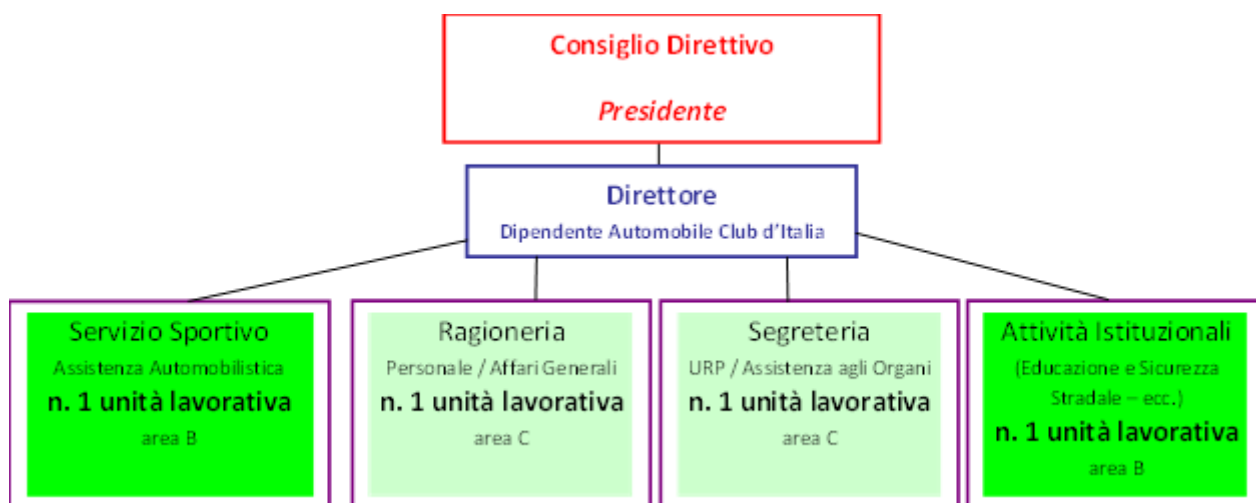 Consiglio Direttivo
Presidente
Direttore
Dipendente Automobile Club d'Italia
Servizio Sportivo
Assistenza Automobilistica
n. 1 unità lavorativa
area B
Ragioneria
Personale / Affari Generali
n. 1 unità lavorativa
area C
Segreteria
URP / Assistenza agli Organi
n. 1 unità lavorativa
area C
Attività Istituzionali
(Educazione e Sicurezza
Stradale – ecc.)
n. 1 unità lavorativa
area B